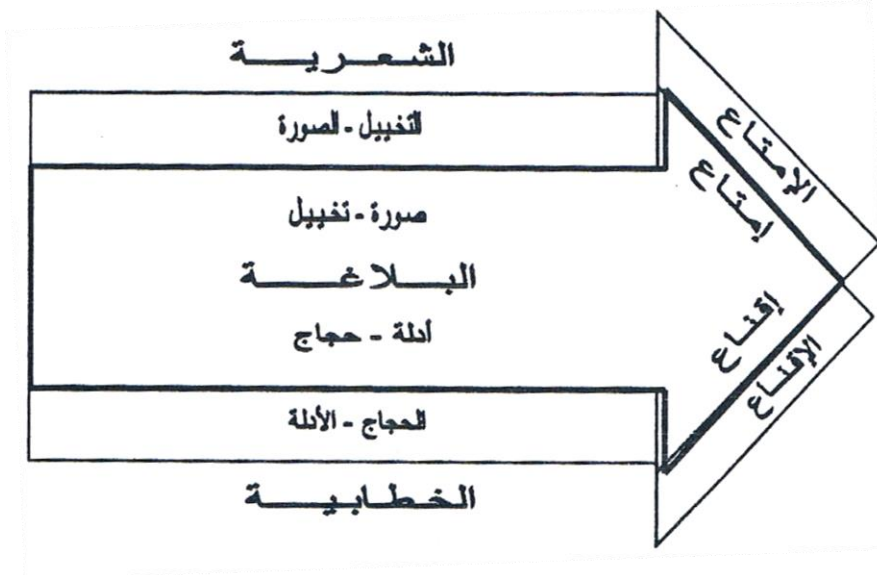 الشعرية
التخييل - الصورة
صورة - تخييل
البلاغة
أدلة - حجاج
الحجاج - الأدلة
الخطابية
الإمتاع
إمتاع
إقناع
الإقناع